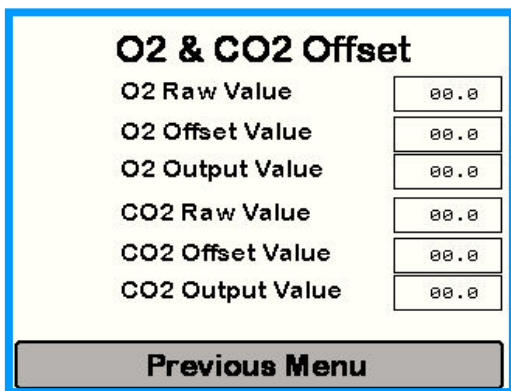 O2 & CO2 Offset
O2 Raw Value 00.0
O2 Offset Value 00.0
O2 Output Value 00.0
CO2 Raw Value 00.0
CO2 Offset Value 00.0
CO2 Output Value 00.0
Previous Menu